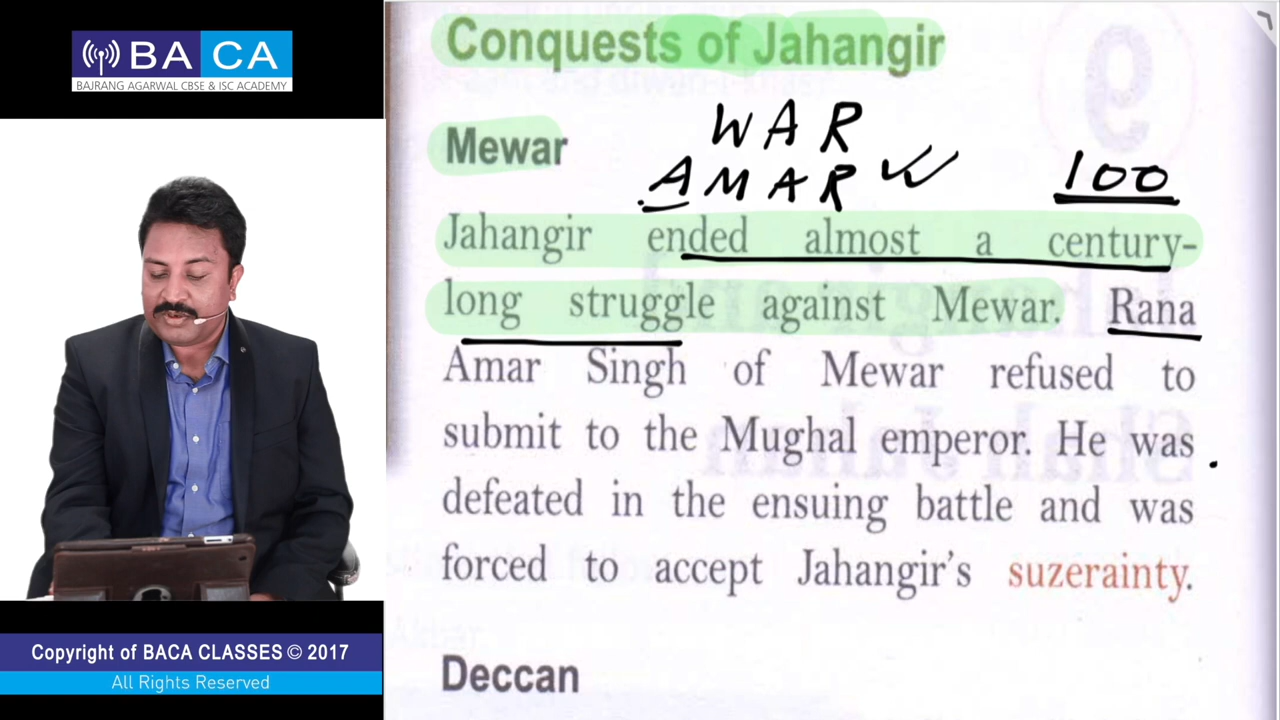 BACA
BAJRANG AGARWAL CBSE & ISC ACADEMY
Conquests of Jahangir
WAR
Mewar
AMAR
100
Jahangir ended almost a century-
long struggle against Mewar. Rana
Amar Singh of Mewar refused to
submit to the Mughal emperor. He was
defeated in the ensuing battle and was
forced to accept Jahangir's suzerainty.
Deccan
Copyright of BACA CLASSES © 2017
All Rights Reserved